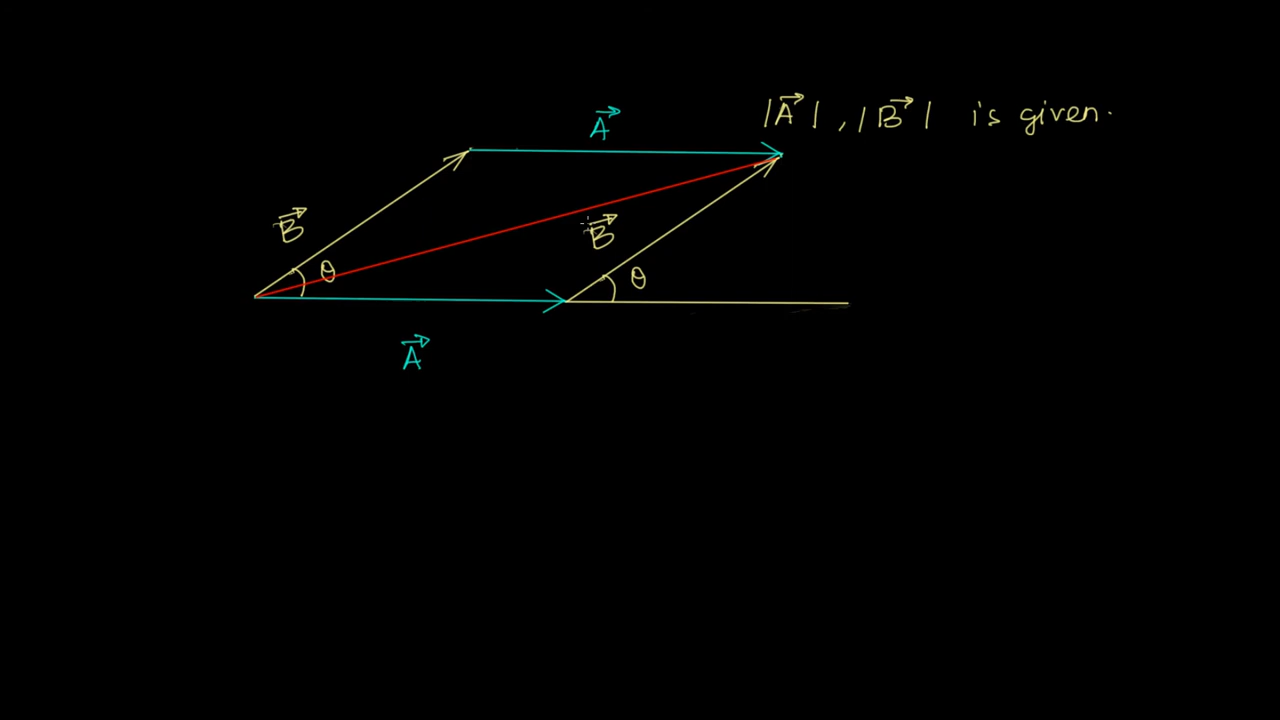 |A⃗| , |B⃗| is given.
A⃗
B⃗
B⃗
θ
θ
A⃗